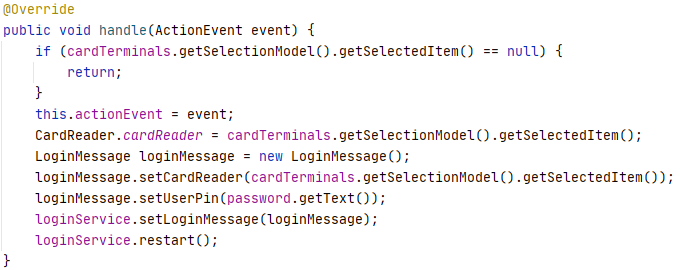 @Override
public void handle(ActionEvent event) {
    if (cardTerminals.getSelectionModel().getSelectedItem() == null) {
        return;
    }
    this.actionEvent = event;
    CardReader.cardReader = cardTerminals.getSelectionModel().getSelectedItem();
    LoginMessage loginMessage = new LoginMessage();
    loginMessage.setCardReader(cardTerminals.getSelectionModel().getSelectedItem());
    loginMessage.setUserPin(password.getText());
    loginService.setLoginMessage(loginMessage);
    loginService.restart();
}